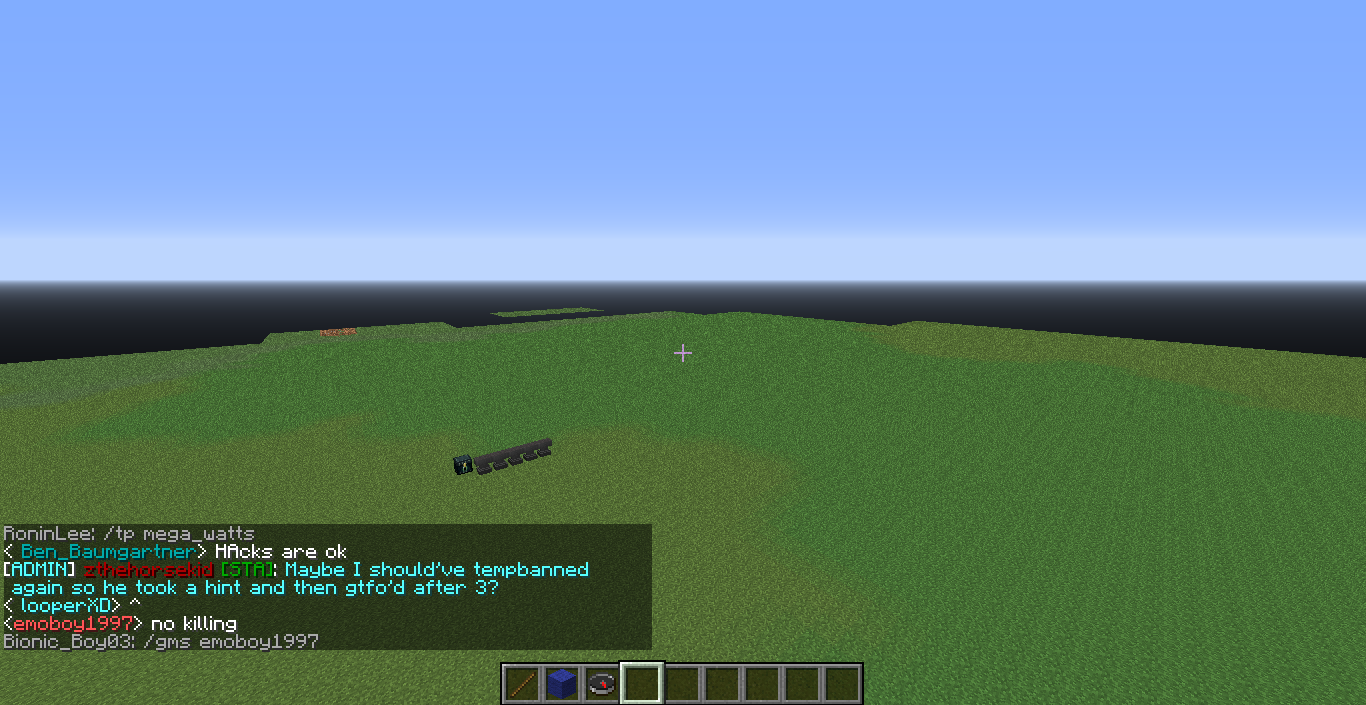 RoninLee: /tp mega_watts
< Ben_Baumgartner> HAcks are ok
[ADMIN] zthehorsekid [STA]: Maybe I should've tempbanned
again so he took a hint and then gtfo'd after 3?
< looperXD> ^
<emoboy1997> no killing
Bionic_Boy03: /gms emoboy1997